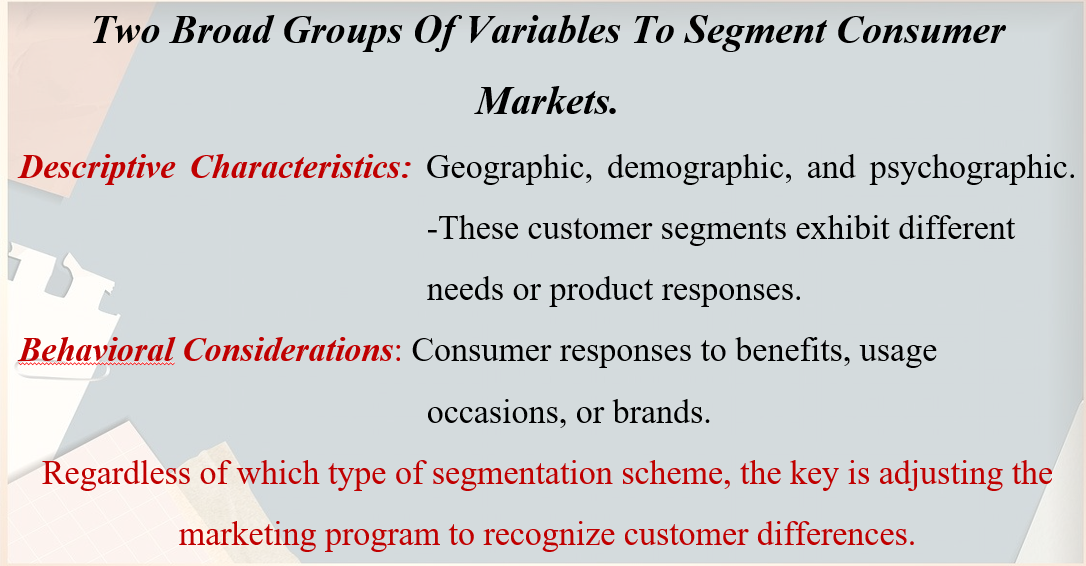 Two Broad Groups Of Variables To Segment Consumer
Markets.
Descriptive Characteristics: Geographic, demographic, and psychographic.
-These customer segments exhibit different
needs or product responses.
Behavioral Considerations: Consumer responses to benefits, usage
occasions, or brands.
Regardless of which type of segmentation scheme, the key is adjusting the
marketing program to recognize customer differences.